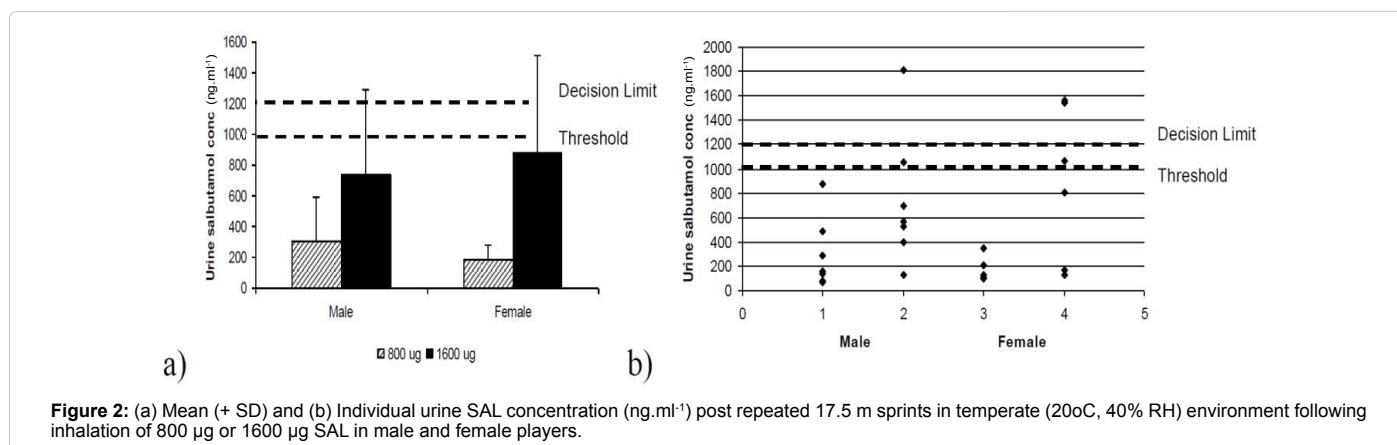 1600
1400
1200
1000
800
600
400
200
0
Urine salbutamol conc (ng.ml⁻¹)
Decision Limit
Threshold
Male Female
800 ug 1600 ug
a)
2000
1800
1600
1400
1200
1000
800
600
400
200
0
Urine salbutamol conc (ng.ml⁻¹)
Decision Limit
Threshold
0 1 2 3 4 5
Male Female
b)
Figure 2: (a) Mean (+ SD) and (b) Individual urine SAL concentration (ng.ml⁻¹) post repeated 17.5 m sprints in temperate (20oC, 40% RH) environment following
inhalation of 800 µg or 1600 µg SAL in male and female players.